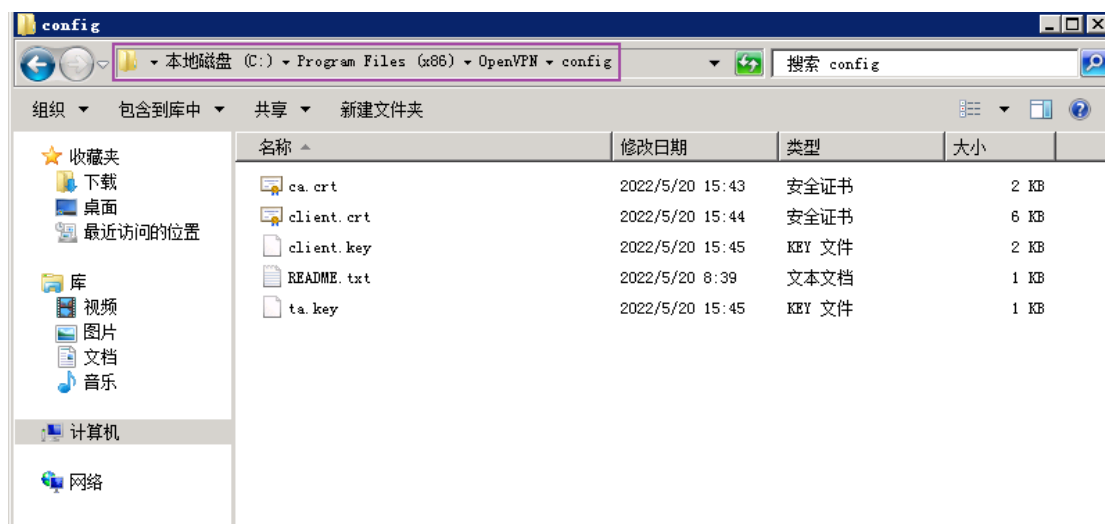 config
本地磁盘 (C:) Program Files (x86) OpenVPN config 搜索 config
组织 包含到库中 共享 新建文件夹
名称 修改日期 类型 大小
收藏夹
下载
桌面
最近访问的位置
库
视频
图片
文档
音乐
计算机
网络
ca.crt 2022/5/20 15:43 安全证书 2 KB
client.crt 2022/5/20 15:44 安全证书 6 KB
client.key 2022/5/20 15:45 KEY 文件 2 KB
README.txt 2022/5/20 8:39 文本文档 1 KB
ta.key 2022/5/20 15:45 KEY 文件 1 KB